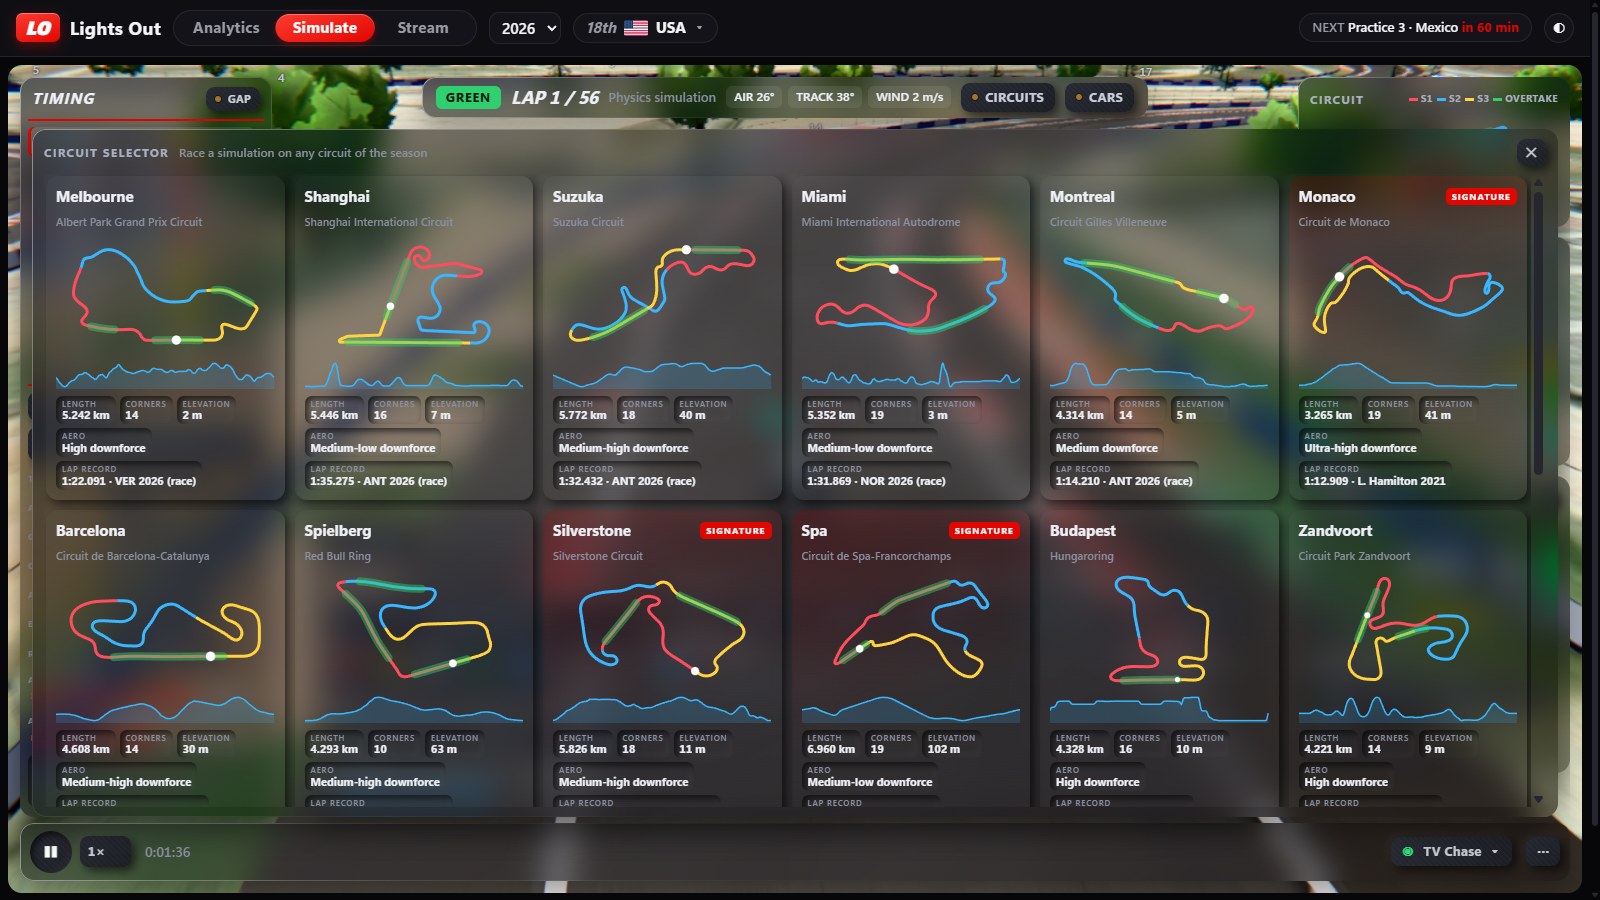 LO Lights Out Analytics Simulate Stream 2026 18th USA NEXT Practice 3 · Mexico in 60 min
5 4 17
TIMING GAP GREEN LAP 1 / 56 Physics simulation AIR 26° TRACK 38° WIND 2 m/s CIRCUITS CARS CIRCUIT S1 S2 S3 OVERTAKE
CIRCUIT SELECTOR Race a simulation on any circuit of the season
Melbourne
Albert Park Grand Prix Circuit
LENGTH CORNERS ELEVATION
5.242 km 14 2 m
AERO
High downforce
LAP RECORD
1:22.091 · VER 2026 (race)
Shanghai
Shanghai International Circuit
LENGTH CORNERS ELEVATION
5.446 km 16 7 m
AERO
Medium-low downforce
LAP RECORD
1:35.275 · ANT 2026 (race)
Suzuka
Suzuka Circuit
LENGTH CORNERS ELEVATION
5.772 km 18 40 m
AERO
Medium-high downforce
LAP RECORD
1:32.432 · ANT 2026 (race)
Miami
Miami International Autodrome
LENGTH CORNERS ELEVATION
5.352 km 19 3 m
AERO
Medium-low downforce
LAP RECORD
1:31.869 · NOR 2026 (race)
Montreal
Circuit Gilles Villeneuve
LENGTH CORNERS ELEVATION
4.314 km 14 5 m
AERO
Medium downforce
LAP RECORD
1:14.210 · ANT 2026 (race)
Monaco SIGNATURE
Circuit de Monaco
LENGTH CORNERS ELEVATION
3.265 km 19 41 m
AERO
Ultra-high downforce
LAP RECORD
1:12.909 · L. Hamilton 2021
Barcelona
Circuit de Barcelona-Catalunya
LENGTH CORNERS ELEVATION
4.608 km 14 30 m
AERO
Medium-high downforce
LAP RECORD
Spielberg
Red Bull Ring
LENGTH CORNERS ELEVATION
4.293 km 10 63 m
AERO
Medium-high downforce
LAP RECORD
Silverstone SIGNATURE
Silverstone Circuit
LENGTH CORNERS ELEVATION
5.826 km 18 11 m
AERO
Medium-high downforce
LAP RECORD
Spa SIGNATURE
Circuit de Spa-Francorchamps
LENGTH CORNERS ELEVATION
6.960 km 19 102 m
AERO
Medium-low downforce
LAP RECORD
Budapest
Hungaroring
LENGTH CORNERS ELEVATION
4.328 km 16 10 m
AERO
High downforce
LAP RECORD
Zandvoort
Circuit Park Zandvoort
LENGTH CORNERS ELEVATION
4.221 km 14 9 m
AERO
High downforce
LAP RECORD
1× 0:01:36 TV Chase